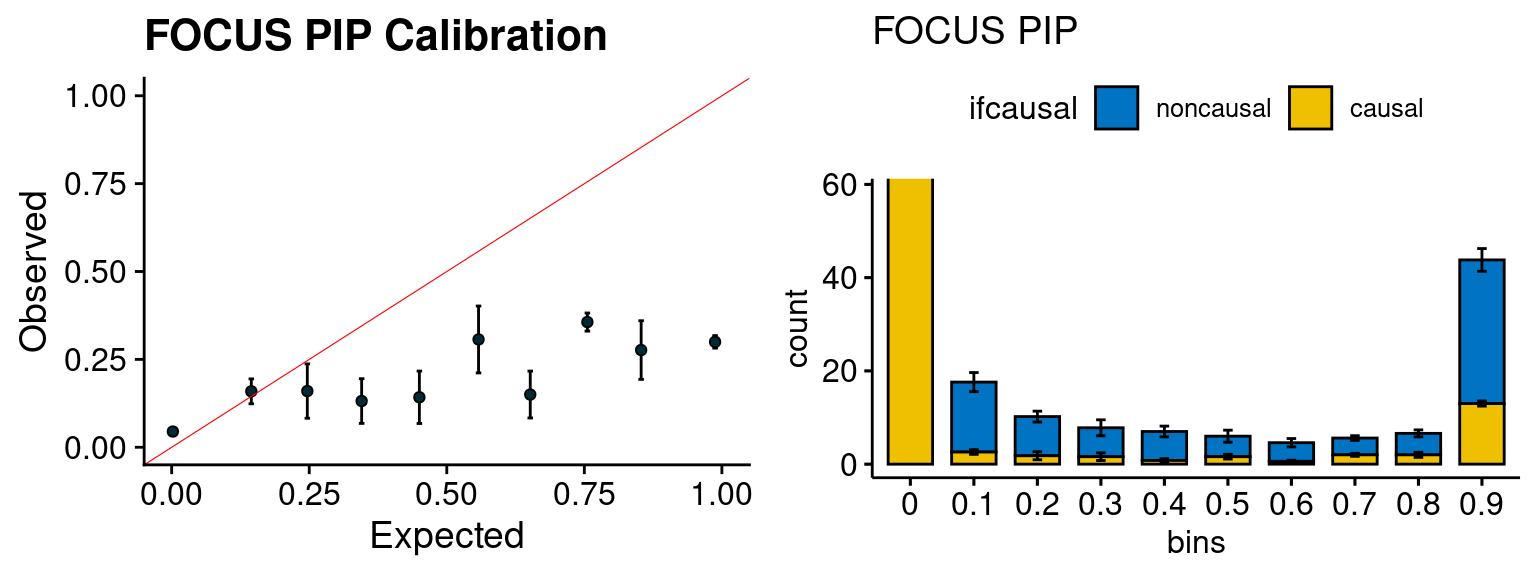 FOCUS PIP Calibration
1.00
0.75
0.50
0.25
0.00
Observed
0.00 0.25 0.50 0.75 1.00
Expected
FOCUS PIP
ifcausal noncausal causal
60
40
20
0
count
0 0.1 0.2 0.3 0.4 0.5 0.6 0.7 0.8 0.9
bins